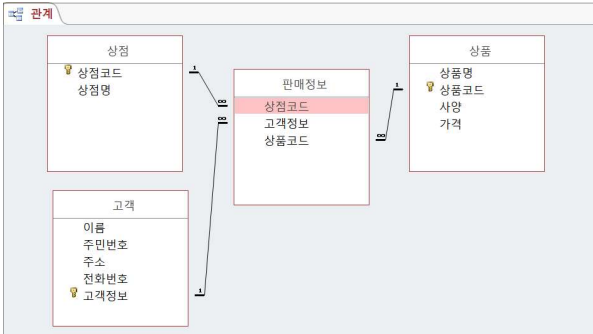 관계
상점
상점코드
상점명
판매정보
상점코드
고객정보
상품코드
상품
상품명
상품코드
사양
가격
고객
이름
주민번호
주소
전화번호
고객정보
1
∞
∞
1
1
∞